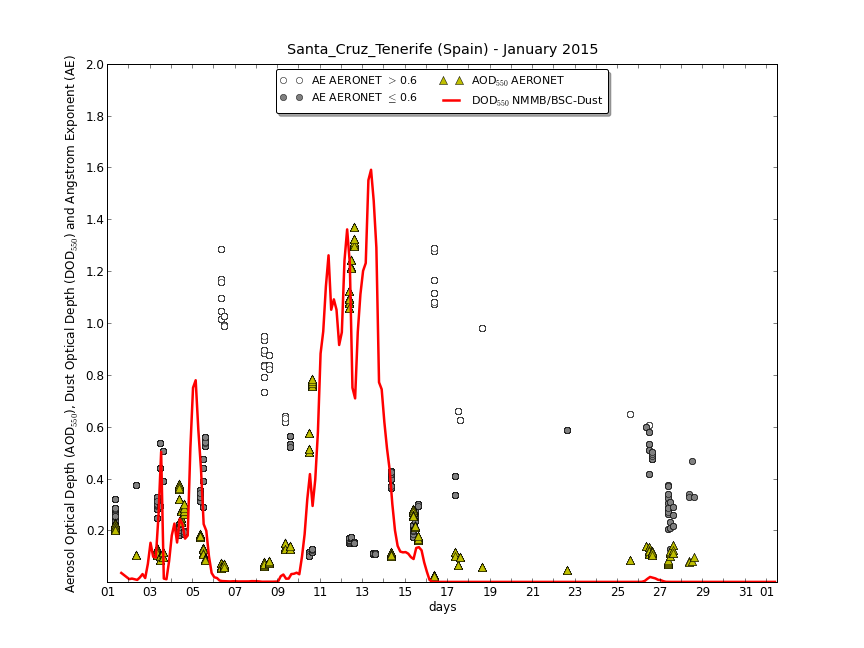 Santa_Cruz_Tenerife (Spain) - January 2015
AE AERONET > 0.6
AE AERONET ≤ 0.6
AOD550 AERONET
DOD550 NMMB/BSC-Dust
Aerosol Optical Depth (AOD550), Dust Optical Depth (DOD550) and Angstrom Exponent (AE)
2.0
1.8
1.6
1.4
1.2
1.0
0.8
0.6
0.4
0.2
01 03 05 07 09 11 13 15 17 19 21 23 25 27 29 31 01
days